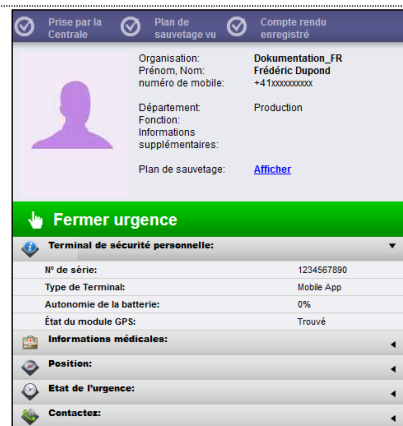 Prise par la Centrale
Plan de sauvetage vu
Compte rendu enregistré
Organisation: Dokumentation_FR
Prénom, Nom: Frédéric Dupond
numéro de mobile: +41xxxxxxxxx
Département: Production
Fonction:
Informations
supplémentaires:
Plan de sauvetage: Afficher
Fermer urgence
Terminal de sécurité personnelle:
N° de série: 1234567890
Type de Terminal: Mobile App
Autonomie de la batterie: 0%
État du module GPS: Trouvé
Informations médicales:
Position:
Etat de l'urgence:
Contactez: